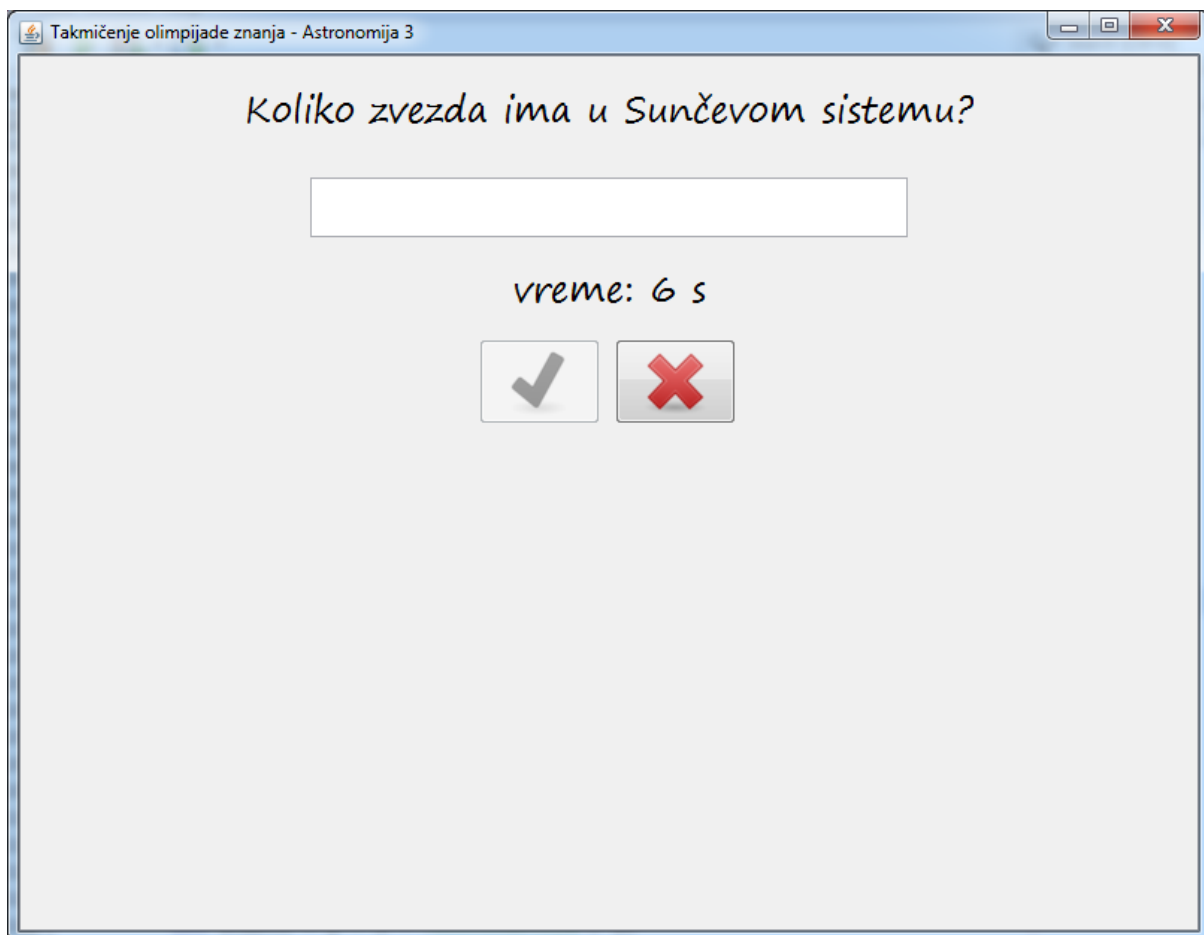 Takmičenje olimpijade znanja - Astronomija 3
Koliko zvezda ima u Sunčevom sistemu?
vreme: 6 s